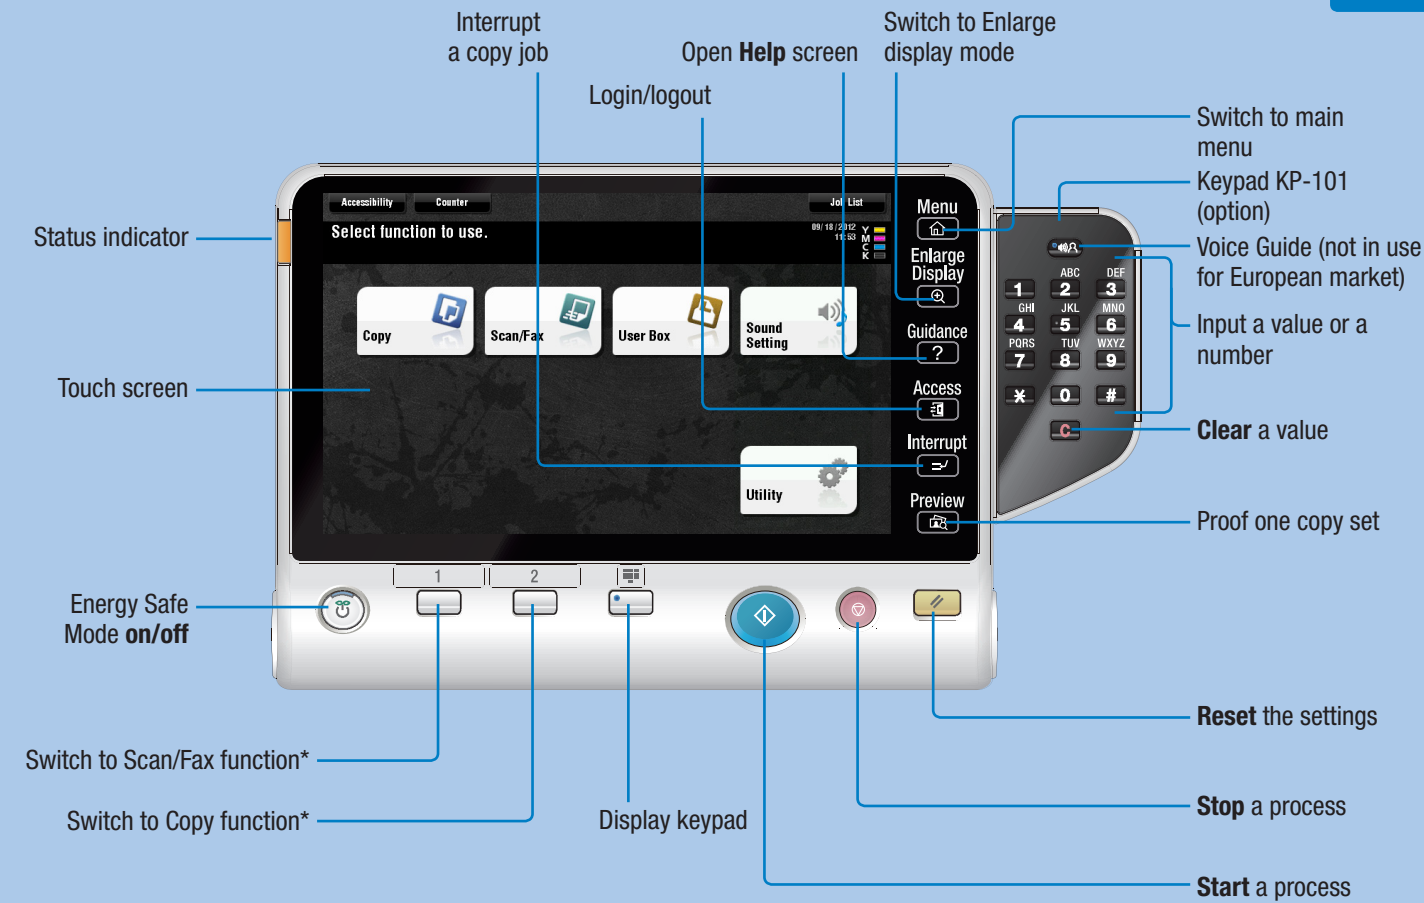 Interrupt
a copy job
Open Help screen
Switch to Enlarge
display mode
Login/logout
Switch to main
menu
Keypad KP-101
(option)
Voice Guide (not in use
for European market)
Input a value or a
number
Clear a value
Proof one copy set
Reset the settings
Stop a process
Start a process
Status indicator
Touch screen
Energy Safe
Mode on/off
Switch to Scan/Fax function*
Switch to Copy function*
Display keypad
Accessibility
Counter
Job List
Select function to use.
09/18/2012
11:53
Y
M
C
K
Copy
Scan/Fax
User Box
Sound
Setting
Utility
Menu
Enlarge
Display
Guidance
?
Access
Interrupt
Preview
1
2
ABC DEF
1 2 3
GHI JKL MNO
4 5 6
PQRS TUV WXYZ
7 8 9
* 0 #
C